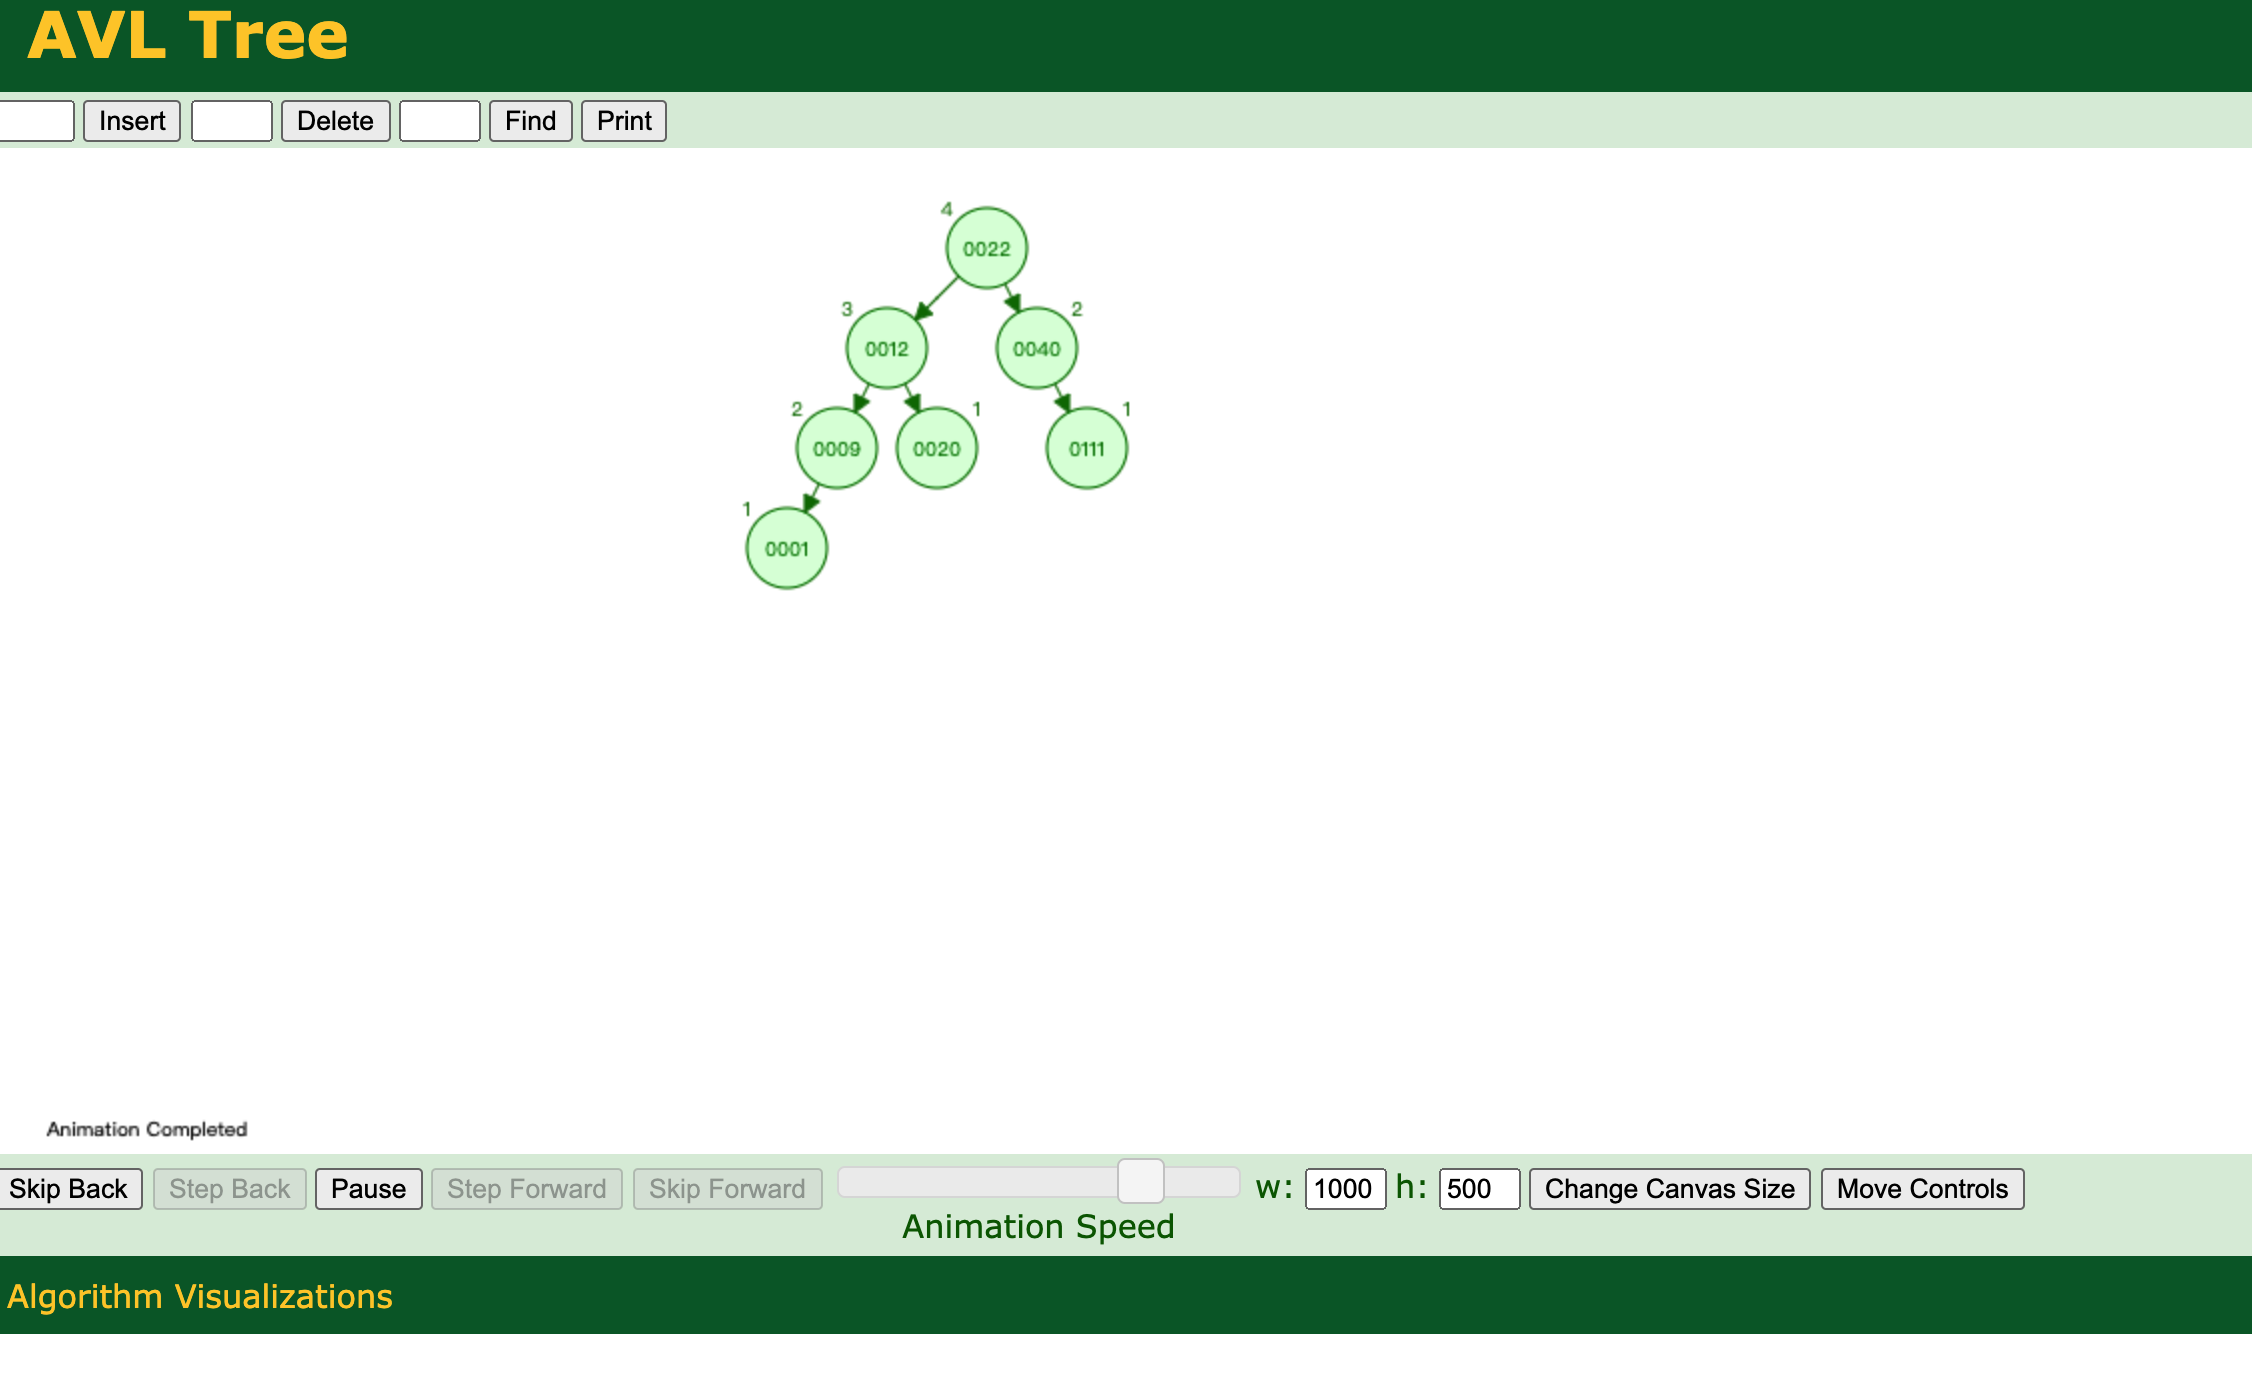 AVL Tree
Insert Delete Find Print
4
0022
3 2
0012 0040
2 1 1
0009 0020 0111
1
0001
Animation Completed
Skip Back Step Back Pause Step Forward Skip Forward w: 1000 h: 500 Change Canvas Size Move Controls
Animation Speed
Algorithm Visualizations